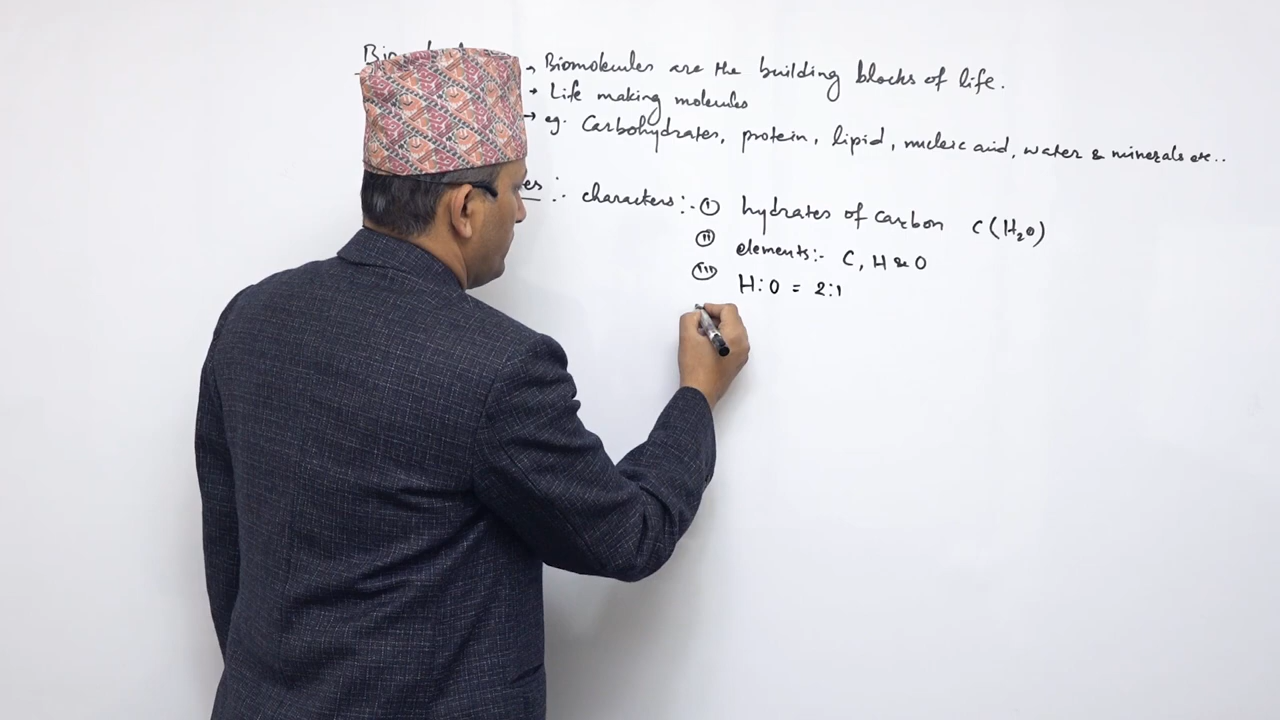 → Biomolecules are the building blocks of life.
→ Life making molecules
→ eg. Carbohydrates, protein, lipid, nucleic acid, water & minerals etc..
:- characters:- (i) hydrates of carbon C(H₂O)
(ii) elements:- C, H & O
(iii) H:O = 2:1